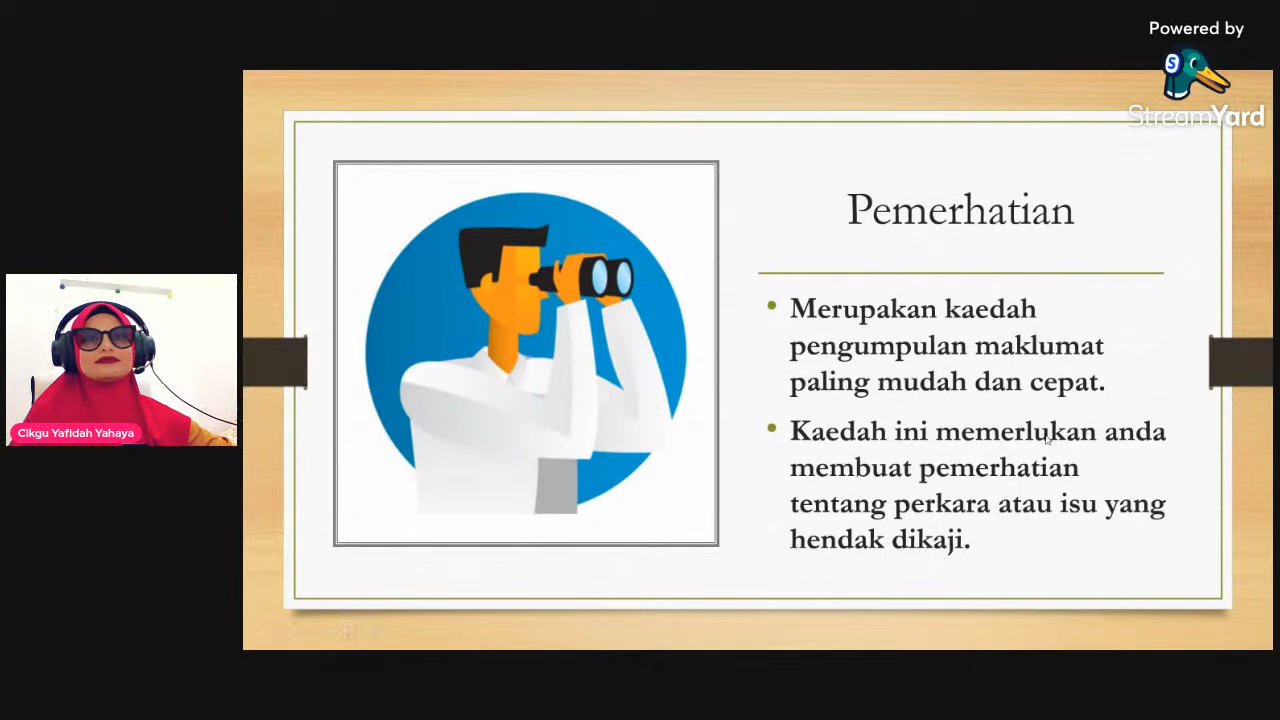 Powered by
StreamYard
Pemerhatian
Merupakan kaedah
pengumpulan maklumat
paling mudah dan cepat.
Kaedah ini memerlukan anda
membuat pemerhatian
tentang perkara atau isu yang
hendak dikaji.
Cikgu Yafidah Yahaya